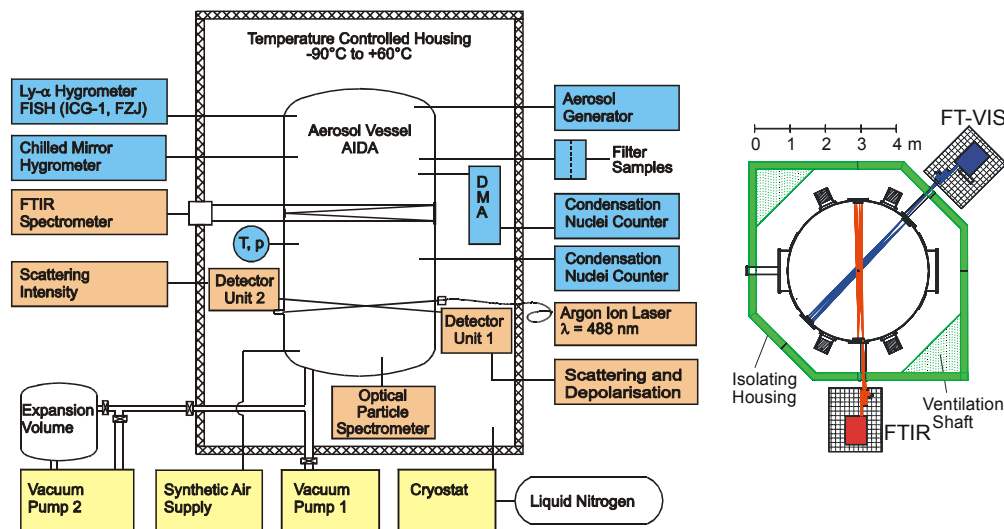 Temperature Controlled Housing
-90°C to +60°C
Ly-α Hygrometer
FISH (ICG-1, FZJ)
Chilled Mirror
Hygrometer
FTIR
Spectrometer
Scattering
Intensity
Aerosol Vessel
AIDA
T, p
Detector
Unit 2
Aerosol
Generator
Filter
Samples
D
M
A
Condensation
Nuclei Counter
Condensation
Nuclei Counter
Argon Ion Laser
λ = 488 nm
Detector
Unit 1
Scattering and
Depolarisation
Optical
Particle
Spectrometer
Expansion
Volume
Vacuum
Pump 2
Synthetic Air
Supply
Vacuum
Pump 1
Cryostat
Liquid Nitrogen
FT-VIS
0 1 2 3 4 m
Isolating
Housing
Ventilation
Shaft
FTIR